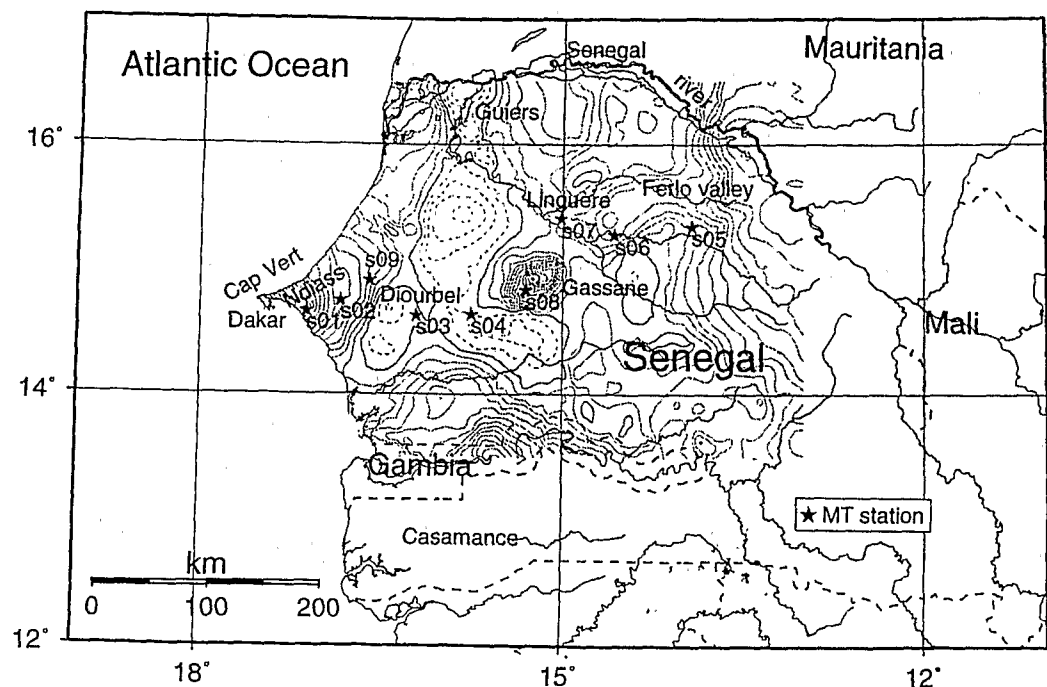 Atlantic Ocean
Mauritania
Senegal
river
Guiers
16°
Ferlo valley
Linguere
s07
s06
s05
Cap Vert
Ndiass
s09
Diourbel
Gassane
s08
Dakar
s01
s02
s03
s04
Mali
Senegal
14°
Gambia
MT station
Casamance
km
0 100 200
12°
18° 15° 12°